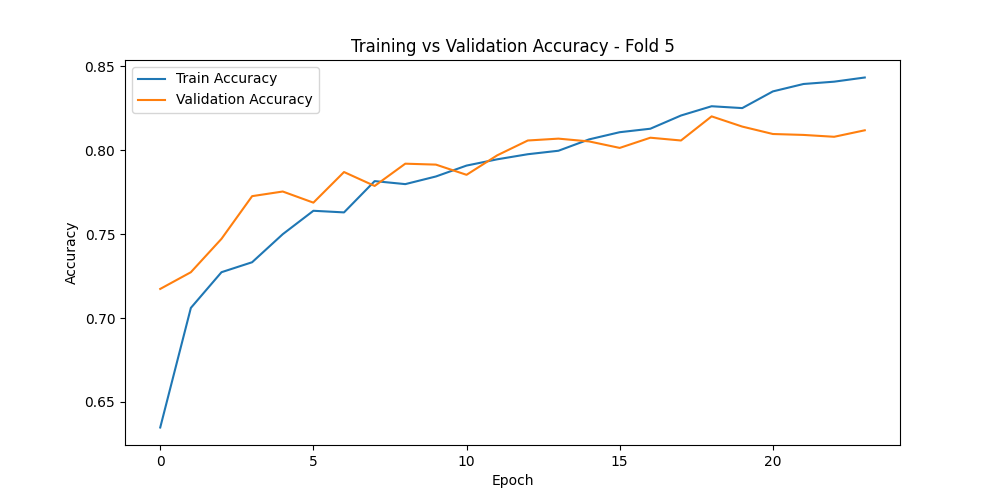 Training vs Validation Accuracy - Fold 5
Train Accuracy
Validation Accuracy
0.85
0.80
0.75
0.70
0.65
Accuracy
0 5 10 15 20
Epoch